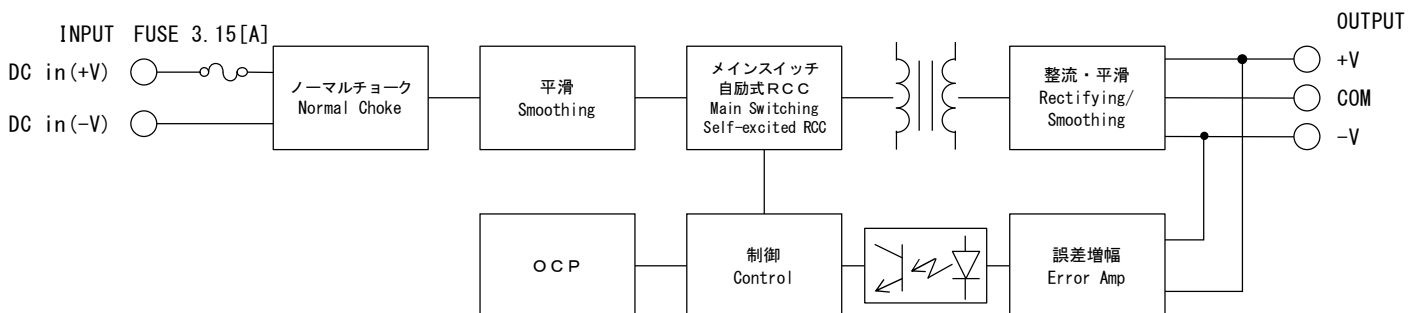 INPUT FUSE 3.15[A]
OUTPUT
DC in(+V)
DC in(−V)
ノーマルチョーク
Normal Choke
平滑
Smoothing
メインスイッチ
自励式RCC
Main Switching
Self-excited RCC
整流・平滑
Rectifying/
Smoothing
+V
COM
−V
OCP
制御
Control
誤差増幅
Error Amp